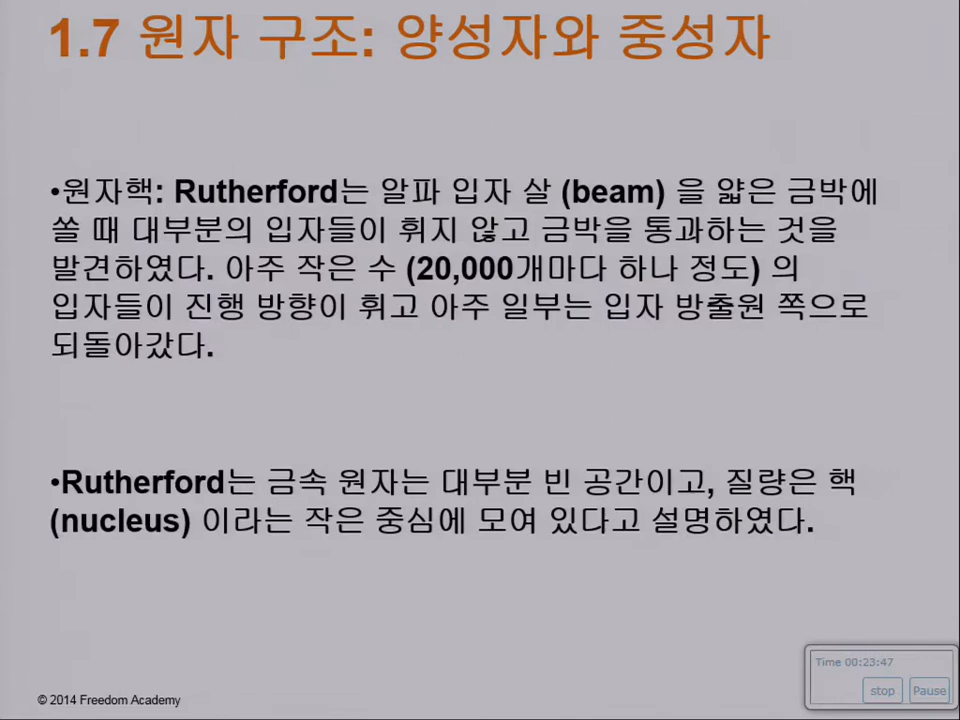 1.7 원자 구조: 양성자와 중성자
•원자핵: Rutherford는 알파 입자 살 (beam) 을 얇은 금박에
쏠 때 대부분의 입자들이 휘지 않고 금박을 통과하는 것을
발견하였다. 아주 작은 수 (20,000개마다 하나 정도) 의
입자들이 진행 방향이 휘고 아주 일부는 입자 방출원 쪽으로
되돌아갔다.
•Rutherford는 금속 원자는 대부분 빈 공간이고, 질량은 핵
(nucleus) 이라는 작은 중심에 모여 있다고 설명하였다.
Time 00:23:47
stop Pause
© 2014 Freedom Academy